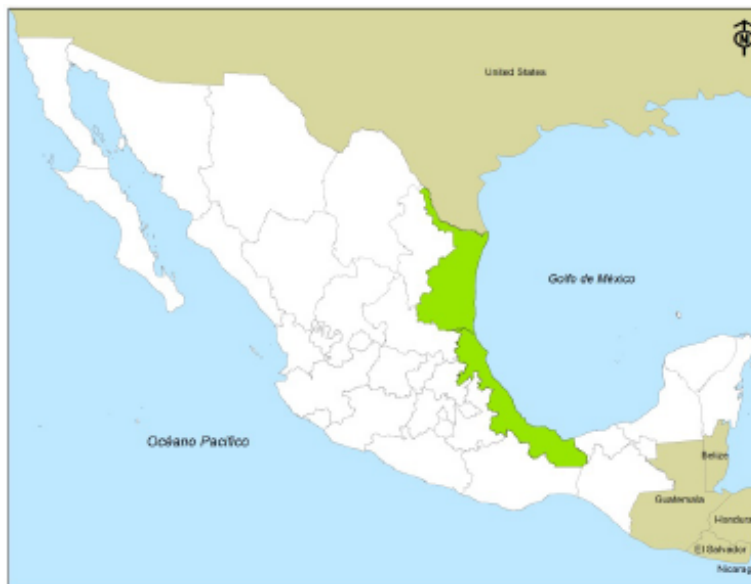 N
United States
Golfo de México
Océano Pacífico
Belize
Guatemala
Hondura
El Salvador
Nicarag